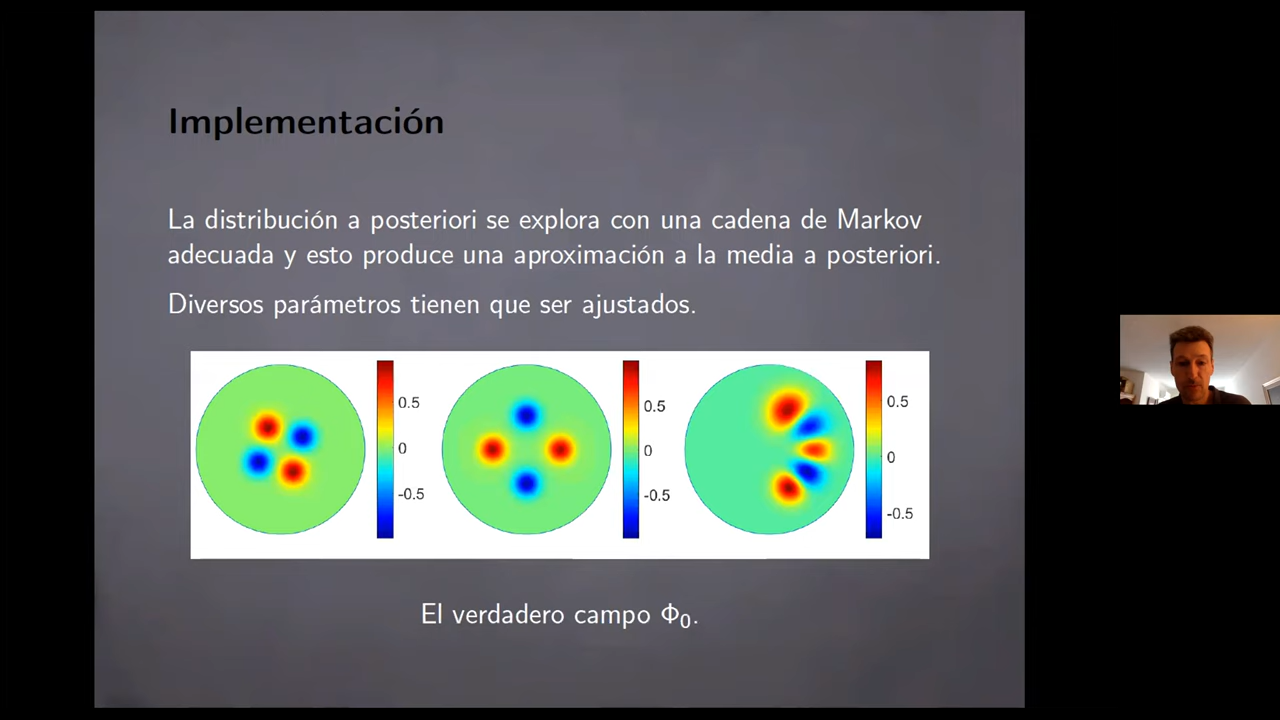 Implementación
La distribución a posteriori se explora con una cadena de Markov
adecuada y esto produce una aproximación a la media a posteriori.
Diversos parámetros tienen que ser ajustados.
0.5
0
-0.5
0.5
0
-0.5
0.5
0
-0.5
El verdadero campo Φ₀.